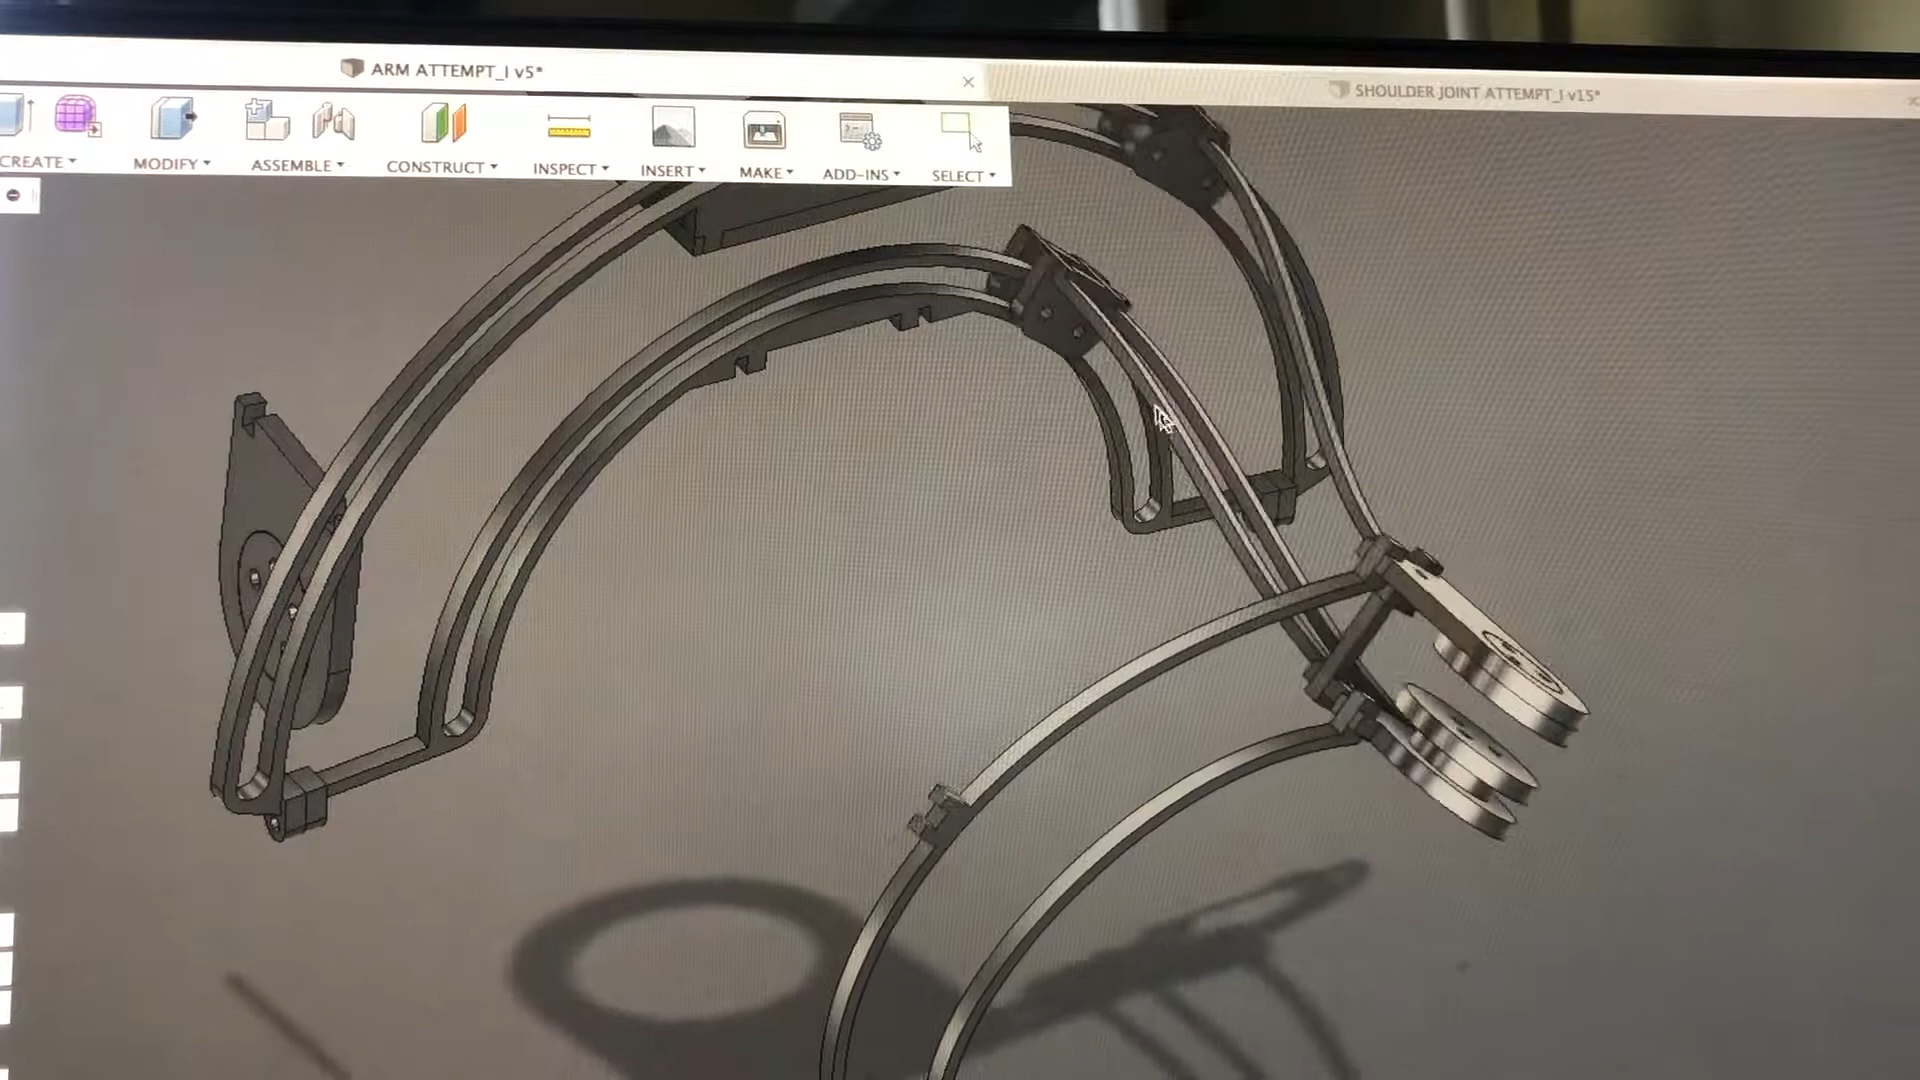 ARM ATTEMPT_I v5*
SHOULDER JOINT ATTEMPT_I v15*
CREATE
MODIFY
ASSEMBLE
CONSTRUCT
INSPECT
INSERT
MAKE
ADD-INS
SELECT